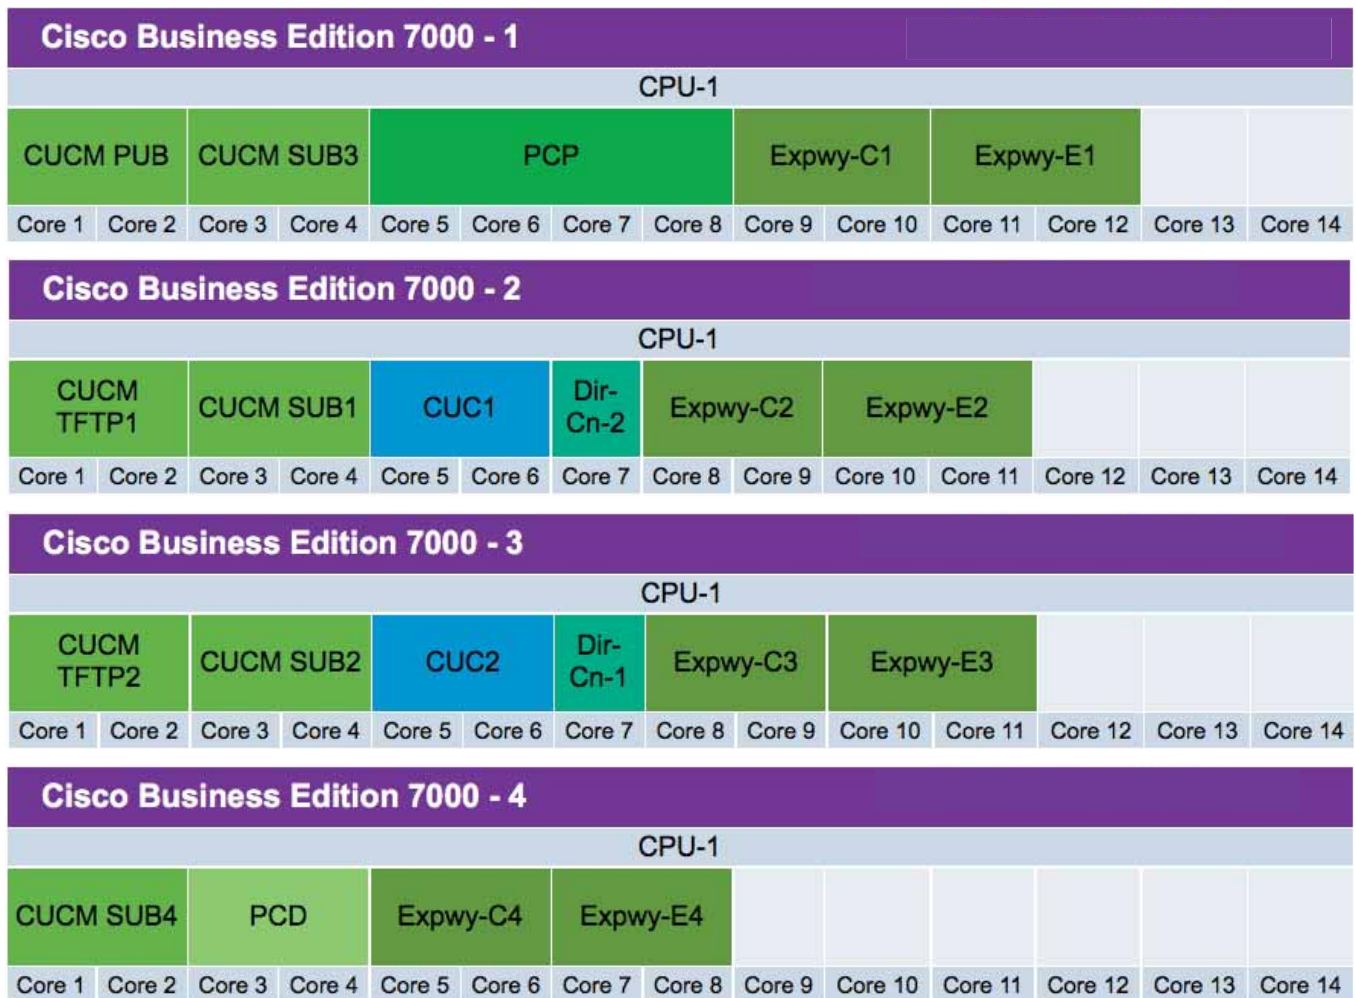 Cisco Business Edition 7000 - 1
CPU-1
CUCM PUB CUCM SUB3 PCP Expwy-C1 Expwy-E1
Core 1 Core 2 Core 3 Core 4 Core 5 Core 6 Core 7 Core 8 Core 9 Core 10 Core 11 Core 12 Core 13 Core 14
Cisco Business Edition 7000 - 2
CPU-1
CUCM TFTP1 CUCM SUB1 CUC1 Dir-Cn-2 Expwy-C2 Expwy-E2
Core 1 Core 2 Core 3 Core 4 Core 5 Core 6 Core 7 Core 8 Core 9 Core 10 Core 11 Core 12 Core 13 Core 14
Cisco Business Edition 7000 - 3
CPU-1
CUCM TFTP2 CUCM SUB2 CUC2 Dir-Cn-1 Expwy-C3 Expwy-E3
Core 1 Core 2 Core 3 Core 4 Core 5 Core 6 Core 7 Core 8 Core 9 Core 10 Core 11 Core 12 Core 13 Core 14
Cisco Business Edition 7000 - 4
CPU-1
CUCM SUB4 PCD Expwy-C4 Expwy-E4
Core 1 Core 2 Core 3 Core 4 Core 5 Core 6 Core 7 Core 8 Core 9 Core 10 Core 11 Core 12 Core 13 Core 14